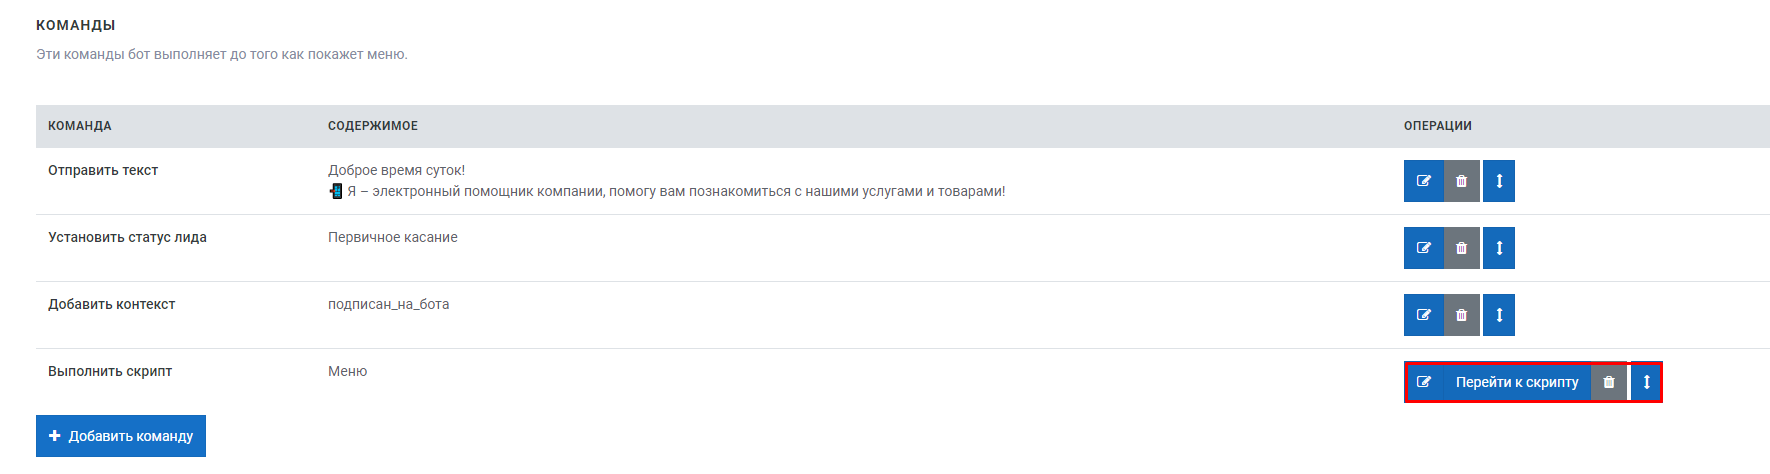 КОМАНДЫ
Эти команды бот выполняет до того как покажет меню.
КОМАНДА СОДЕРЖИМОЕ ОПЕРАЦИИ
Отправить текст Доброе время суток!
📲 Я – электронный помощник компании, помогу вам познакомиться с нашими услугами и товарами!
Установить статус лида Первичное касание
Добавить контекст подписан_на_бота
Выполнить скрипт Меню Перейти к скрипту
Добавить команду